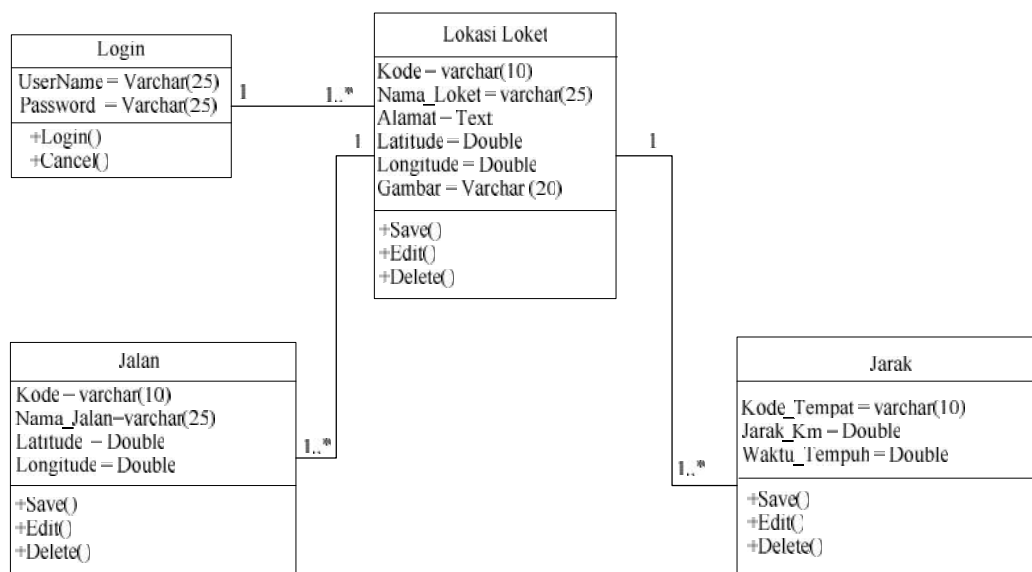 Login
UserName = Varchar(25)
Password = Varchar(25)
+Login()
+Cancel()
1
1..*
Lokasi Loket
Kode – varchar(10)
Nama_Loket = varchar(25)
Alamat – Text
Latitude = Double
Longitude = Double
Gambar = Varchar (20)
+Save()
+Edit()
+Delete()
1
1
Jalan
Kode – varchar(10)
Nama_Jalan–varchar(25)
Latitude – Double
Longitude = Double
+Save()
+Edit()
+Delete()
1..*
1..*
Jarak
Kode_Tempat = varchar(10)
Jarak_Km – Double
Waktu_Tempuh = Double
+Save()
+Edit()
+Delete()